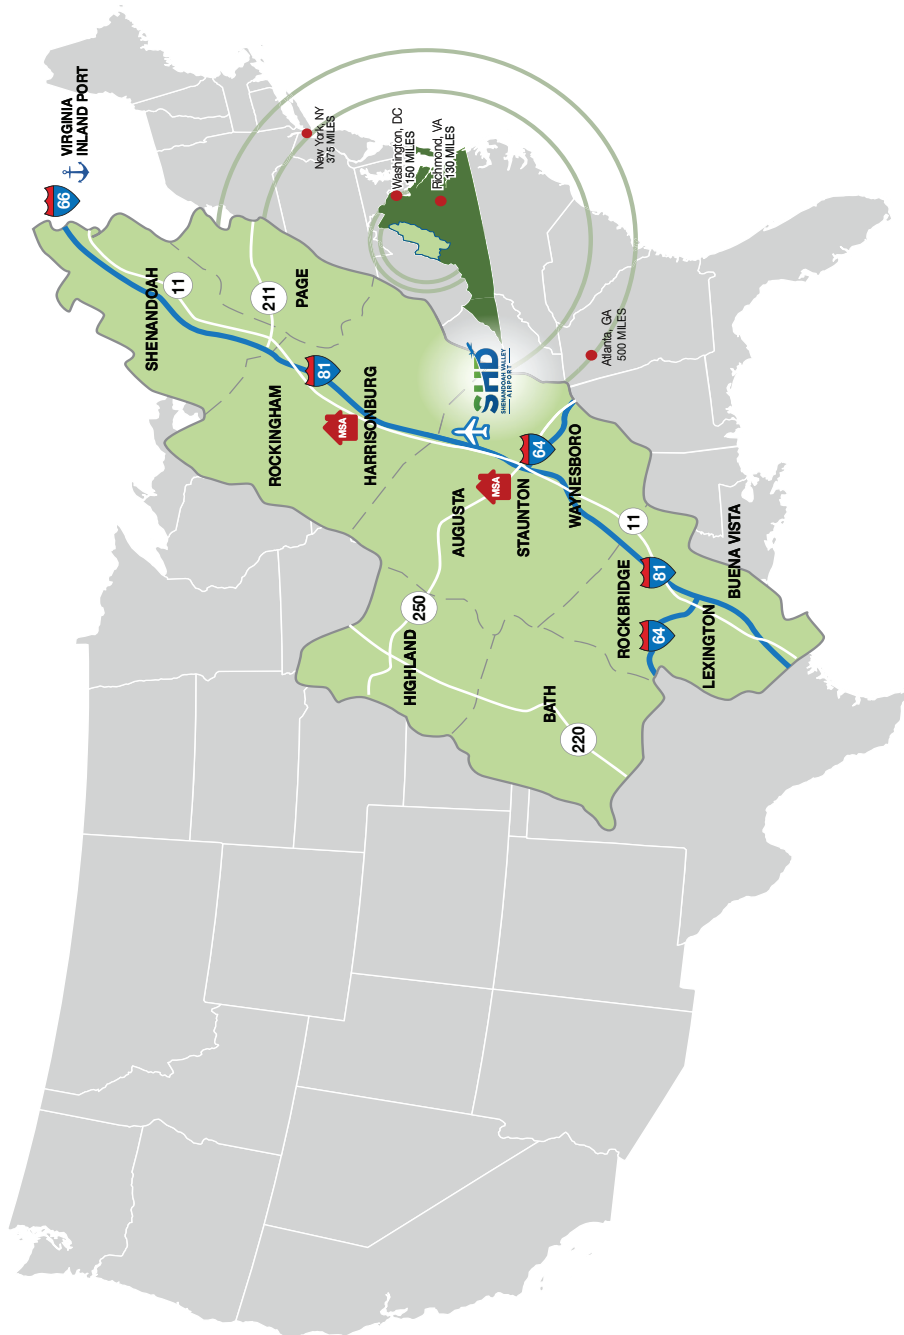 66
VIRGINIA
INLAND PORT
New York, NY
375 MILES
Washington, DC
150 MILES
Richmond, VA
130 MILES
Atlanta, GA
500 MILES
SHENANDOAH
11
211
PAGE
81
ROCKINGHAM
MSA
HARRISONBURG
SHD
SHENANDOAH VALLEY
AIRPORT
64
MSA
AUGUSTA
STAUNTON
WAYNESBORO
11
250
HIGHLAND
ROCKBRIDGE
81
64
BUENA VISTA
LEXINGTON
BATH
220